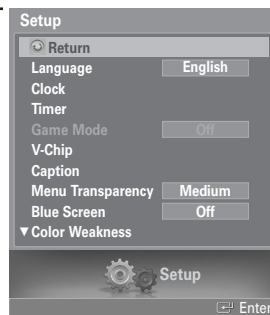 Setup
Return
Language English
Clock
Timer
Game Mode Off
V-Chip
Caption
Menu Transparency Medium
Blue Screen Off
▼Color Weakness
Setup
Enter